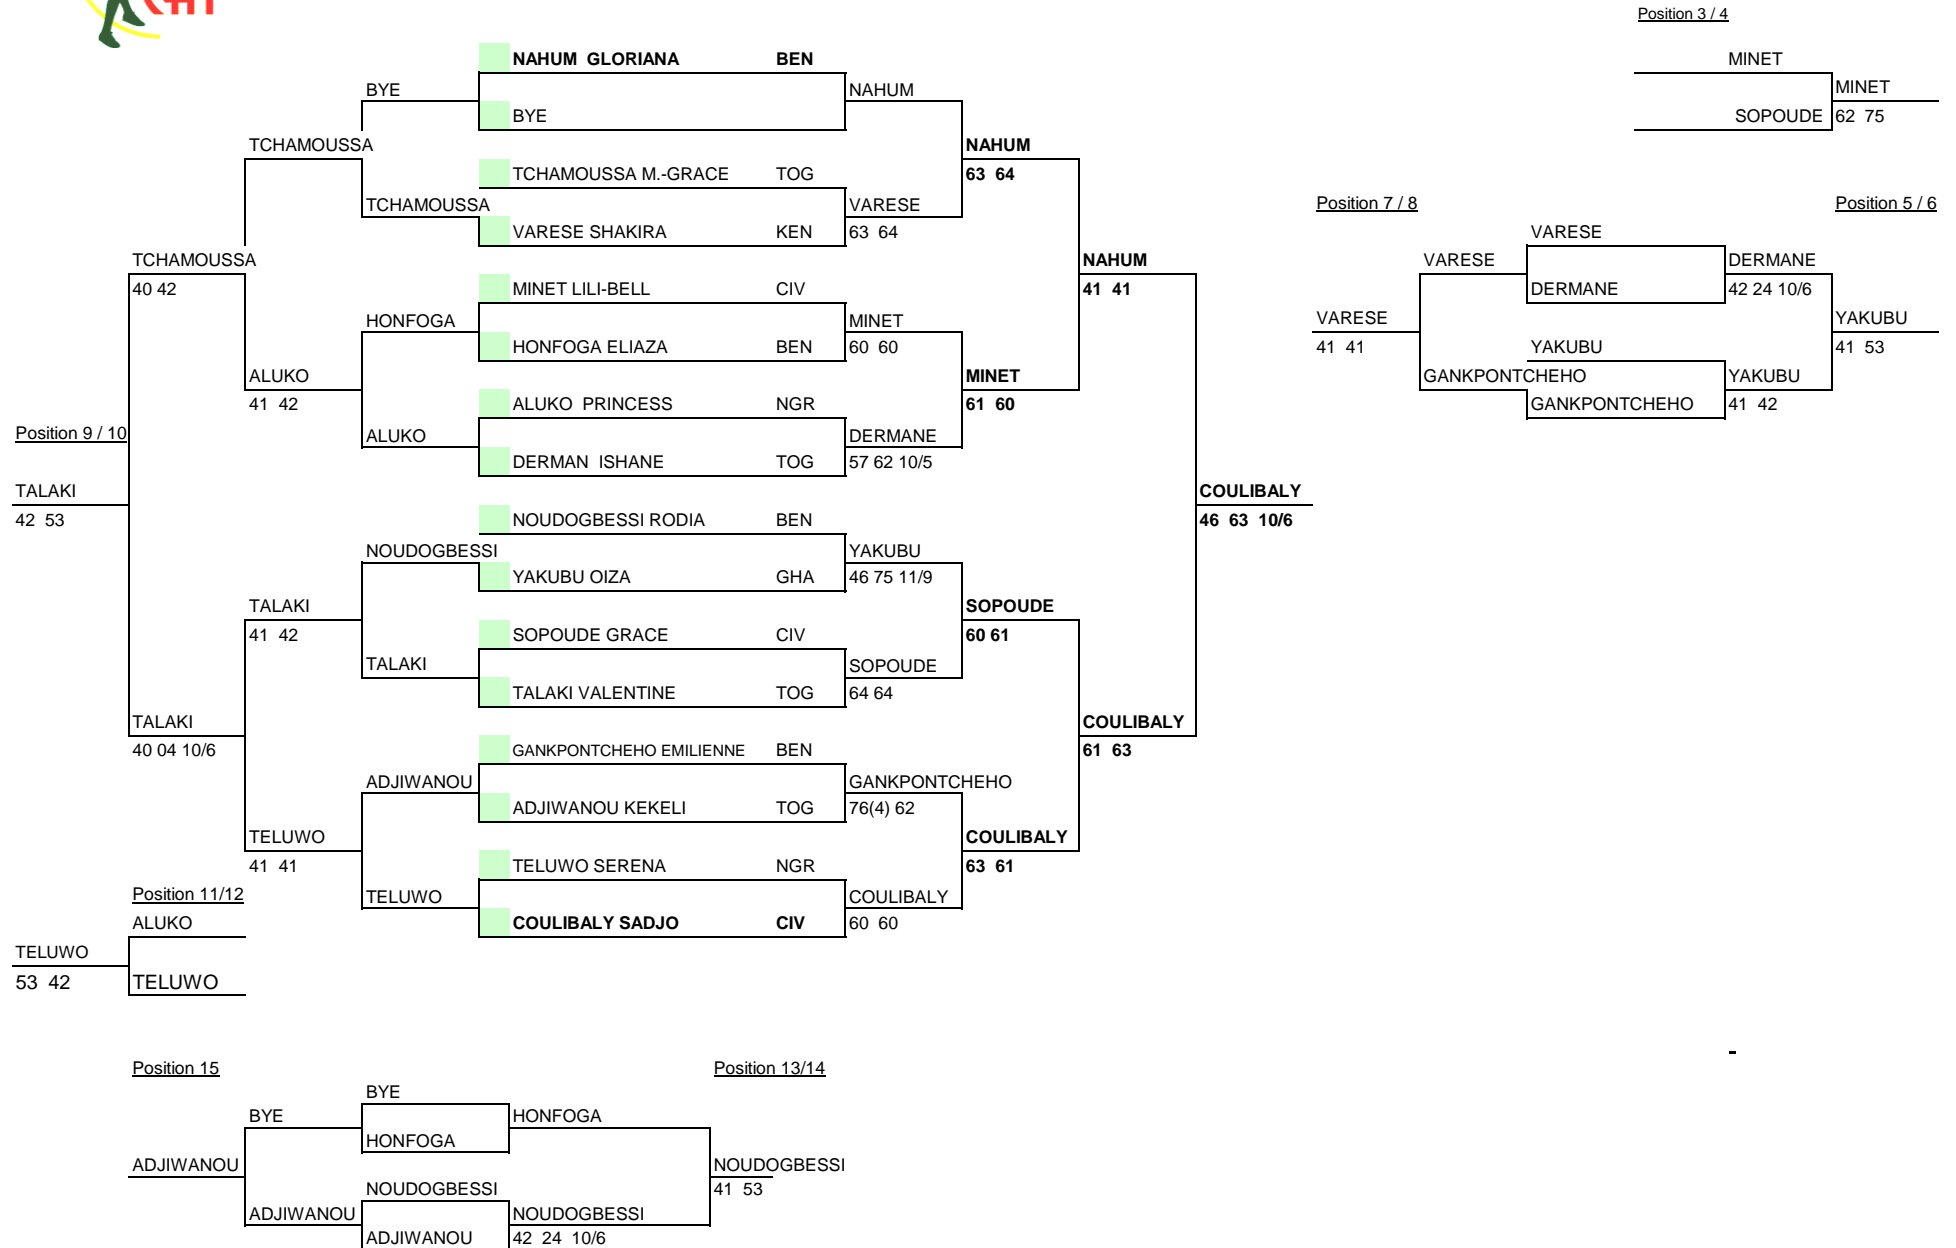 CHT
Position 3 / 4
NAHUM GLORIANA BEN MINET
BYE NAHUM MINET
BYE SOPOUDE 62 75
TCHAMOUSSA NAHUM
TCHAMOUSSA M.-GRACE TOG 63 64
TCHAMOUSSA VARESE Position 7 / 8 Position 5 / 6
VARESE SHAKIRA KEN 63 64 VARESE
TCHAMOUSSA NAHUM VARESE DERMANE
40 42 MINET LILI-BELL CIV 41 41 DERMANE 42 24 10/6
HONFOGA MINET VARESE YAKUBU
HONFOGA ELIAZA BEN 60 60 41 41 YAKUBU 41 53
ALUKO MINET GANKPONTCHEHO YAKUBU
41 42 ALUKO PRINCESS NGR 61 60 GANKPONTCHEHO 41 42
Position 9 / 10 ALUKO DERMANE
DERMAN ISHANE TOG 57 62 10/5
TALAKI COULIBALY
42 53 NOUDOGBESSI RODIA BEN 46 63 10/6
NOUDOGBESSI YAKUBU
YAKUBU OIZA GHA 46 75 11/9
TALAKI SOPOUDE
41 42 SOPOUDE GRACE CIV 60 61
TALAKI SOPOUDE
TALAKI VALENTINE TOG 64 64
TALAKI COULIBALY
40 04 10/6 GANKPONTCHEHO EMILIENNE BEN 61 63
ADJIWANOU GANKPONTCHEHO
ADJIWANOU KEKELI TOG 76(4) 62
TELUWO COULIBALY
41 41 TELUWO SERENA NGR 63 61
Position 11/12 TELUWO COULIBALY
ALUKO COULIBALY SADJO CIV 60 60
TELUWO
53 42 TELUWO
-
Position 15 Position 13/14
BYE
BYE HONFOGA
HONFOGA
ADJIWANOU NOUDOGBESSI
NOUDOGBESSI 41 53
ADJIWANOU NOUDOGBESSI
ADJIWANOU 42 24 10/6